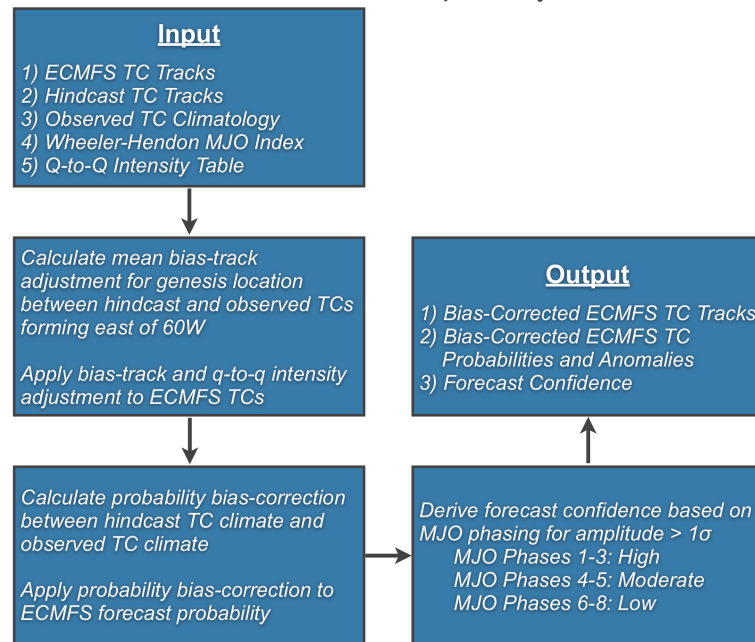 Input
1) ECMFS TC Tracks
2) Hindcast TC Tracks
3) Observed TC Climatology
4) Wheeler-Hendon MJO Index
5) Q-to-Q Intensity Table
Calculate mean bias-track
adjustment for genesis location
between hindcast and observed TCs
forming east of 60W
Apply bias-track and q-to-q intensity
adjustment to ECMFS TCs
Calculate probability bias-correction
between hindcast TC climate and
observed TC climate
Apply probability bias-correction to
ECMFS forecast probability
Derive forecast confidence based on
MJO phasing for amplitude > 1σ
MJO Phases 1-3: High
MJO Phases 4-5: Moderate
MJO Phases 6-8: Low
Output
1) Bias-Corrected ECMFS TC Tracks
2) Bias-Corrected ECMFS TC
Probabilities and Anomalies
3) Forecast Confidence